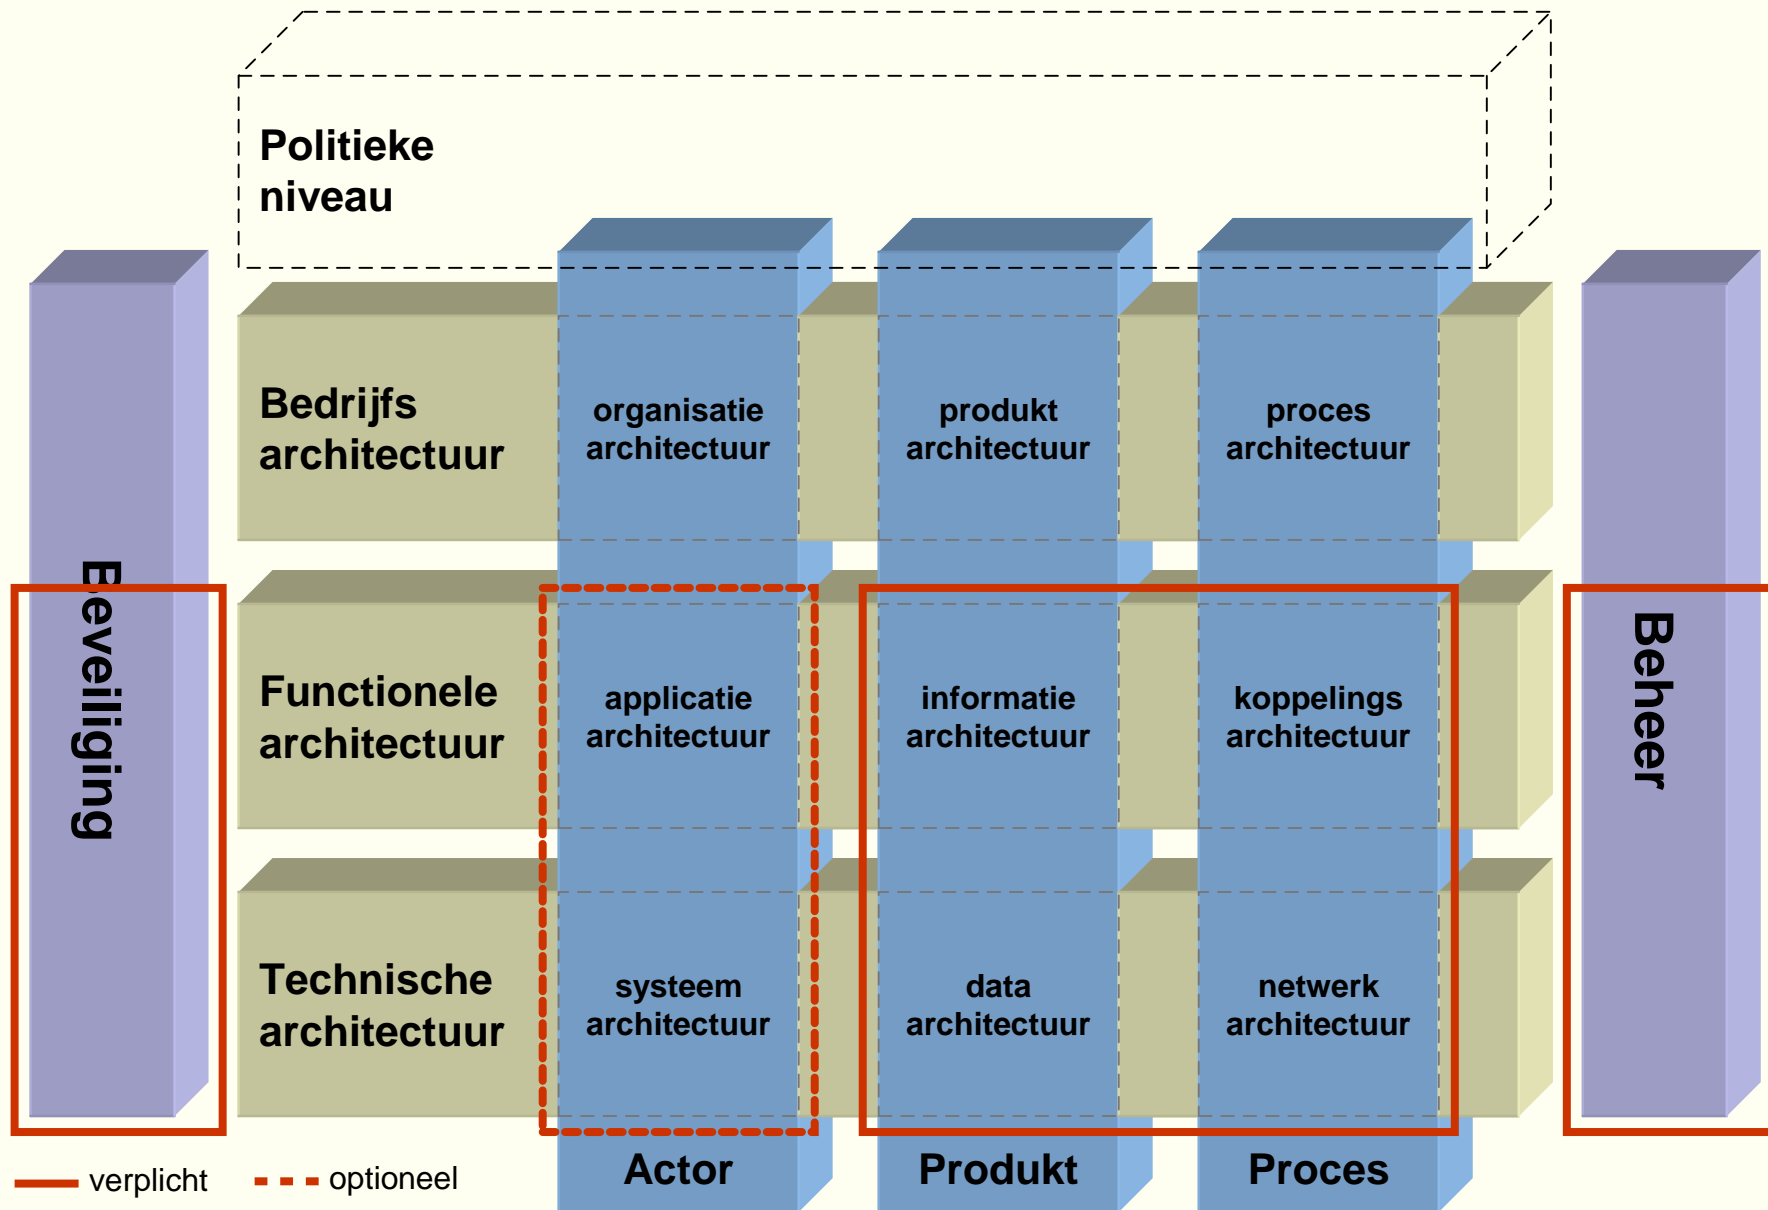 Politieke
niveau
Bedrijfs
architectuur
organisatie
architectuur
produkt
architectuur
proces
architectuur
Beveiliging
Functionele
architectuur
applicatie
architectuur
informatie
architectuur
koppelings
architectuur
Beheer
Technische
architectuur
systeem
architectuur
data
architectuur
netwerk
architectuur
Actor
Produkt
Proces
verplicht
optioneel